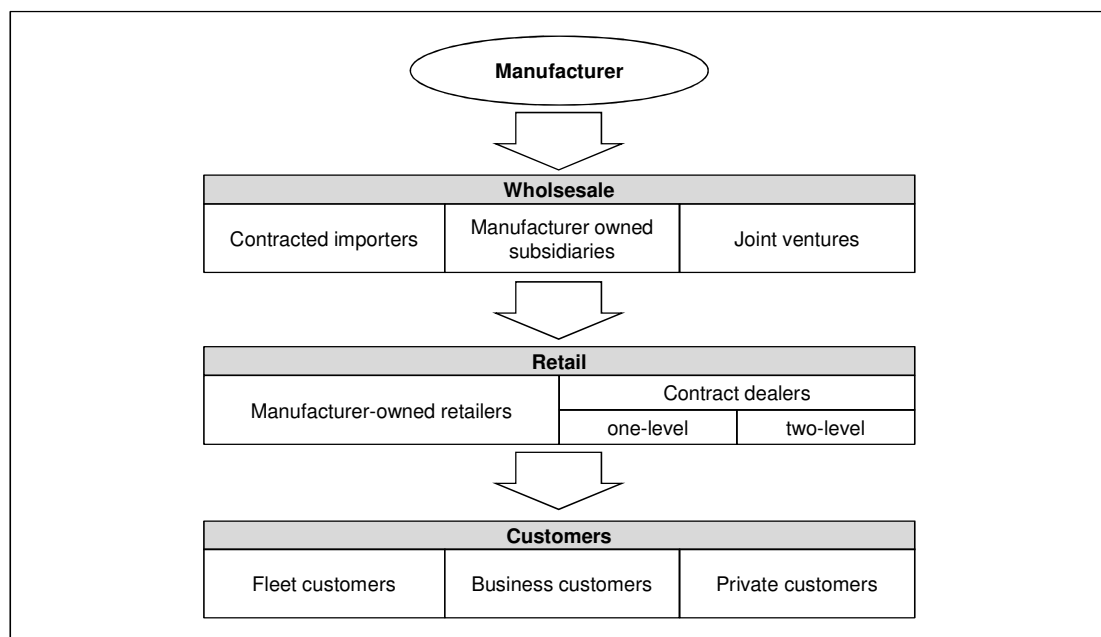 Manufacturer
Wholsesale
Contracted importers
Manufacturer owned
subsidiaries
Joint ventures
Retail
Manufacturer-owned retailers
Contract dealers
one-level
two-level
Customers
Fleet customers
Business customers
Private customers